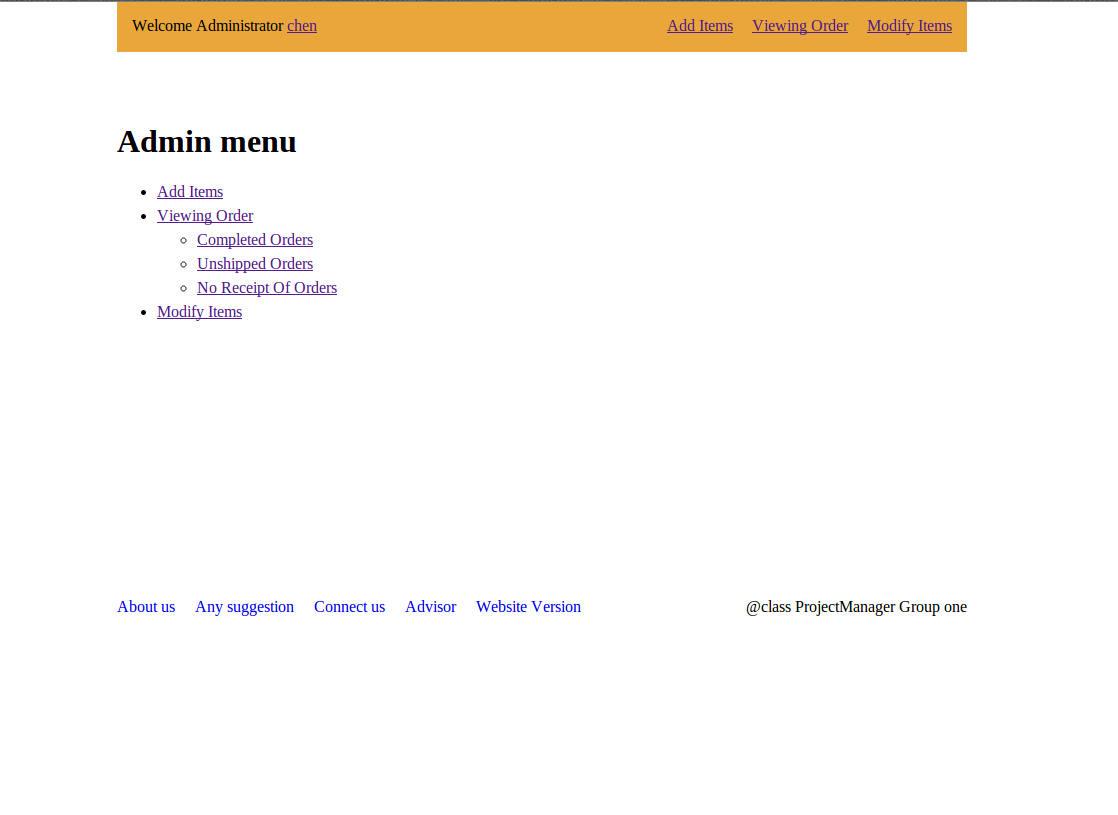 Welcome Administrator chen Add Items Viewing Order Modify Items
Admin menu
Add Items
Viewing Order
Completed Orders
Unshipped Orders
No Receipt Of Orders
Modify Items
About us Any suggestion Connect us Advisor Website Version @class ProjectManager Group one